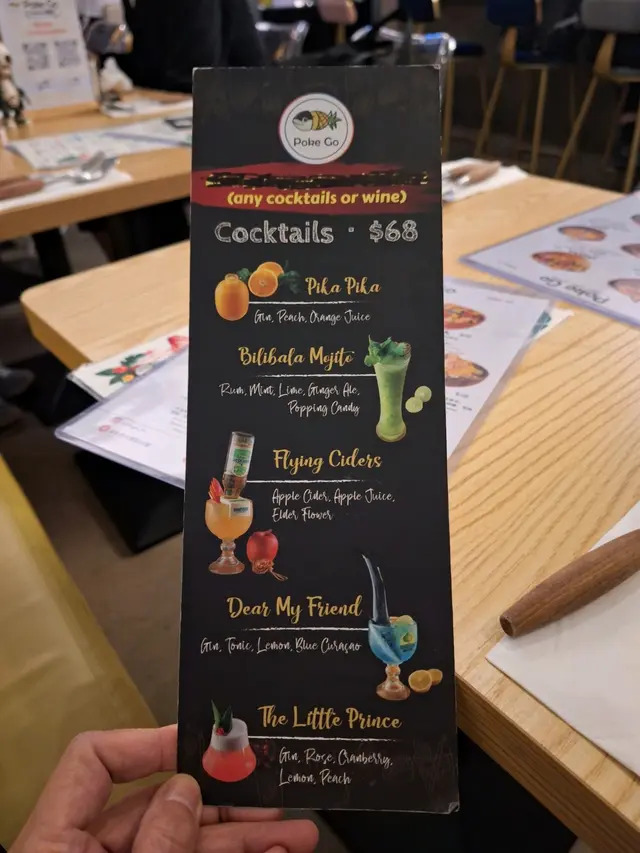 Poke Go
(any cocktails or wine)
Cocktails · $68
Pika Pika
Gin, Peach, Orange Juice
Bilibala Mojito
Rum, Mint, Lime, Ginger Ale,
Popping Candy
Flying Ciders
Apple Cider, Apple Juice,
Elder Flower
Dear My Friend
Gin, Tonic, Lemon, Blue Curaçao
The Little Prince
Gin, Rose, Cranberry,
Lemon, Peach
Poke Go